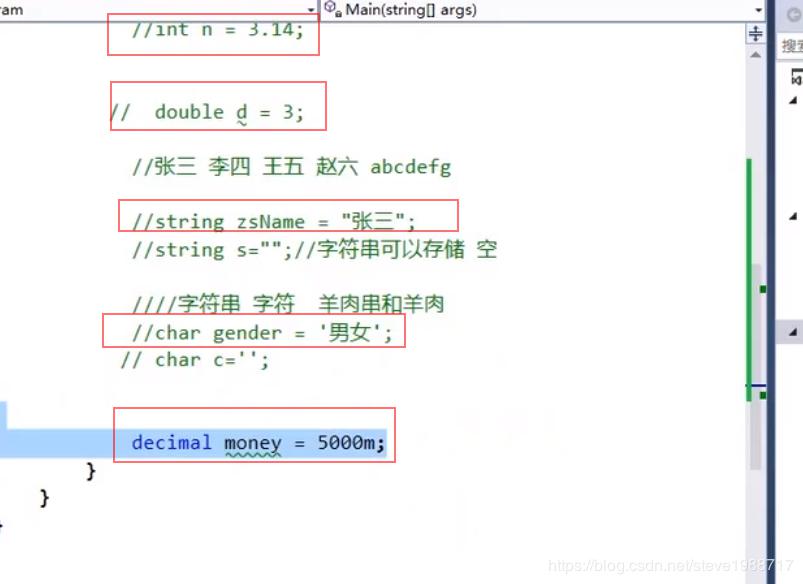 ram Main(string[] args)
//int n = 3.14;
// double d = 3;
//张三 李四 王五 赵六 abcdefg
//string zsName = "张三";
//string s="";//字符串可以存储 空
////字符串 字符 羊肉串和羊肉
//char gender = '男女';
// char c='';
decimal money = 5000m;
}
}
}
搜索
https://blog.csdn.net/steve1988717